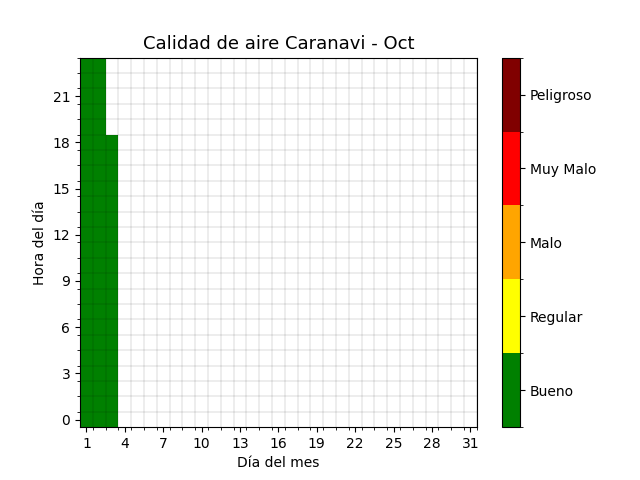 Calidad de aire Caranavi - Oct
21
18
15
12
9
6
3
0
Hora del día
1 4 7 10 13 16 19 22 25 28 31
Día del mes
Peligroso
Muy Malo
Malo
Regular
Bueno